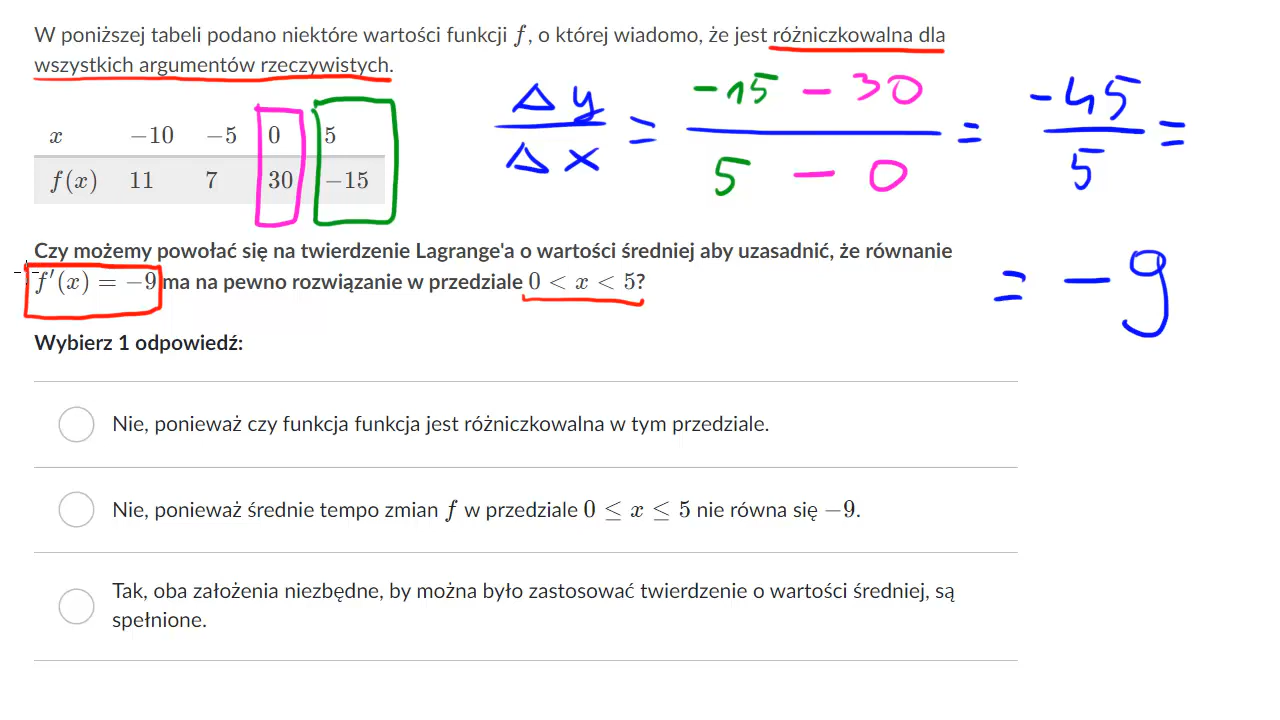 W poniższej tabeli podano niektóre wartości funkcji f, o której wiadomo, że jest różniczkowalna dla
wszystkich argumentów rzeczywistych.
x −10 −5 0 5
f(x) 11 7 30 −15
Δy/Δx = (-15 - 30)/(5 - 0) = -45/5 =
= -9
Czy możemy powołać się na twierdzenie Lagrange'a o wartości średniej aby uzasadnić, że równanie
f′(x) = −9 ma na pewno rozwiązanie w przedziale 0 < x < 5?
Wybierz 1 odpowiedź:
Nie, ponieważ czy funkcja funkcja jest różniczkowalna w tym przedziale.
Nie, ponieważ średnie tempo zmian f w przedziale 0 ≤ x ≤ 5 nie równa się −9.
Tak, oba założenia niezbędne, by można było zastosować twierdzenie o wartości średniej, są
spełnione.